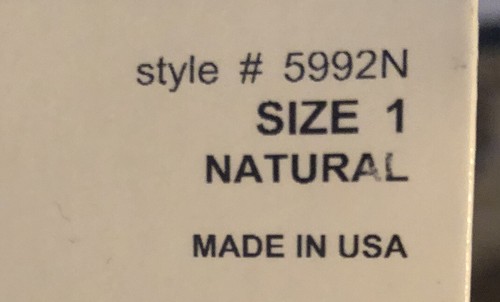 style # 5992N
SIZE 1
NATURAL
MADE IN USA